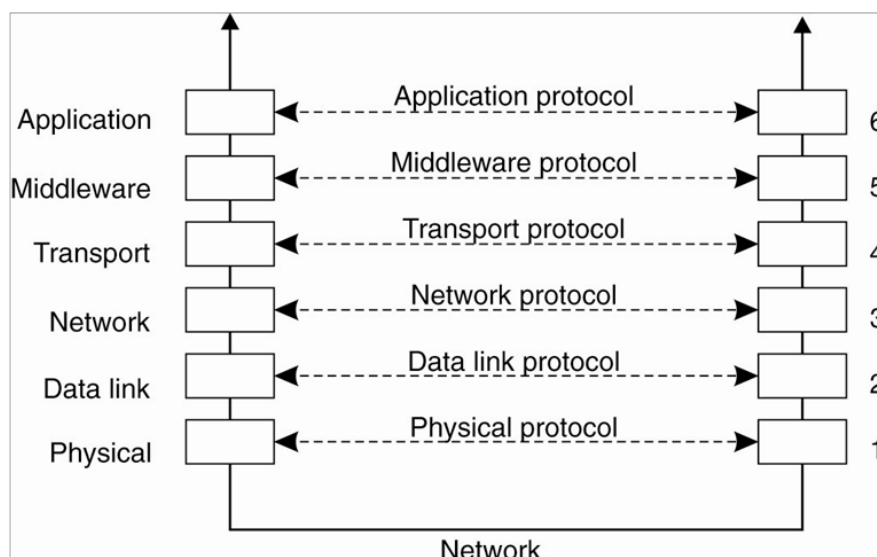 Application
Application protocol
6
Middleware
Middleware protocol
5
Transport
Transport protocol
4
Network
Network protocol
3
Data link
Data link protocol
2
Physical
Physical protocol
1
Network